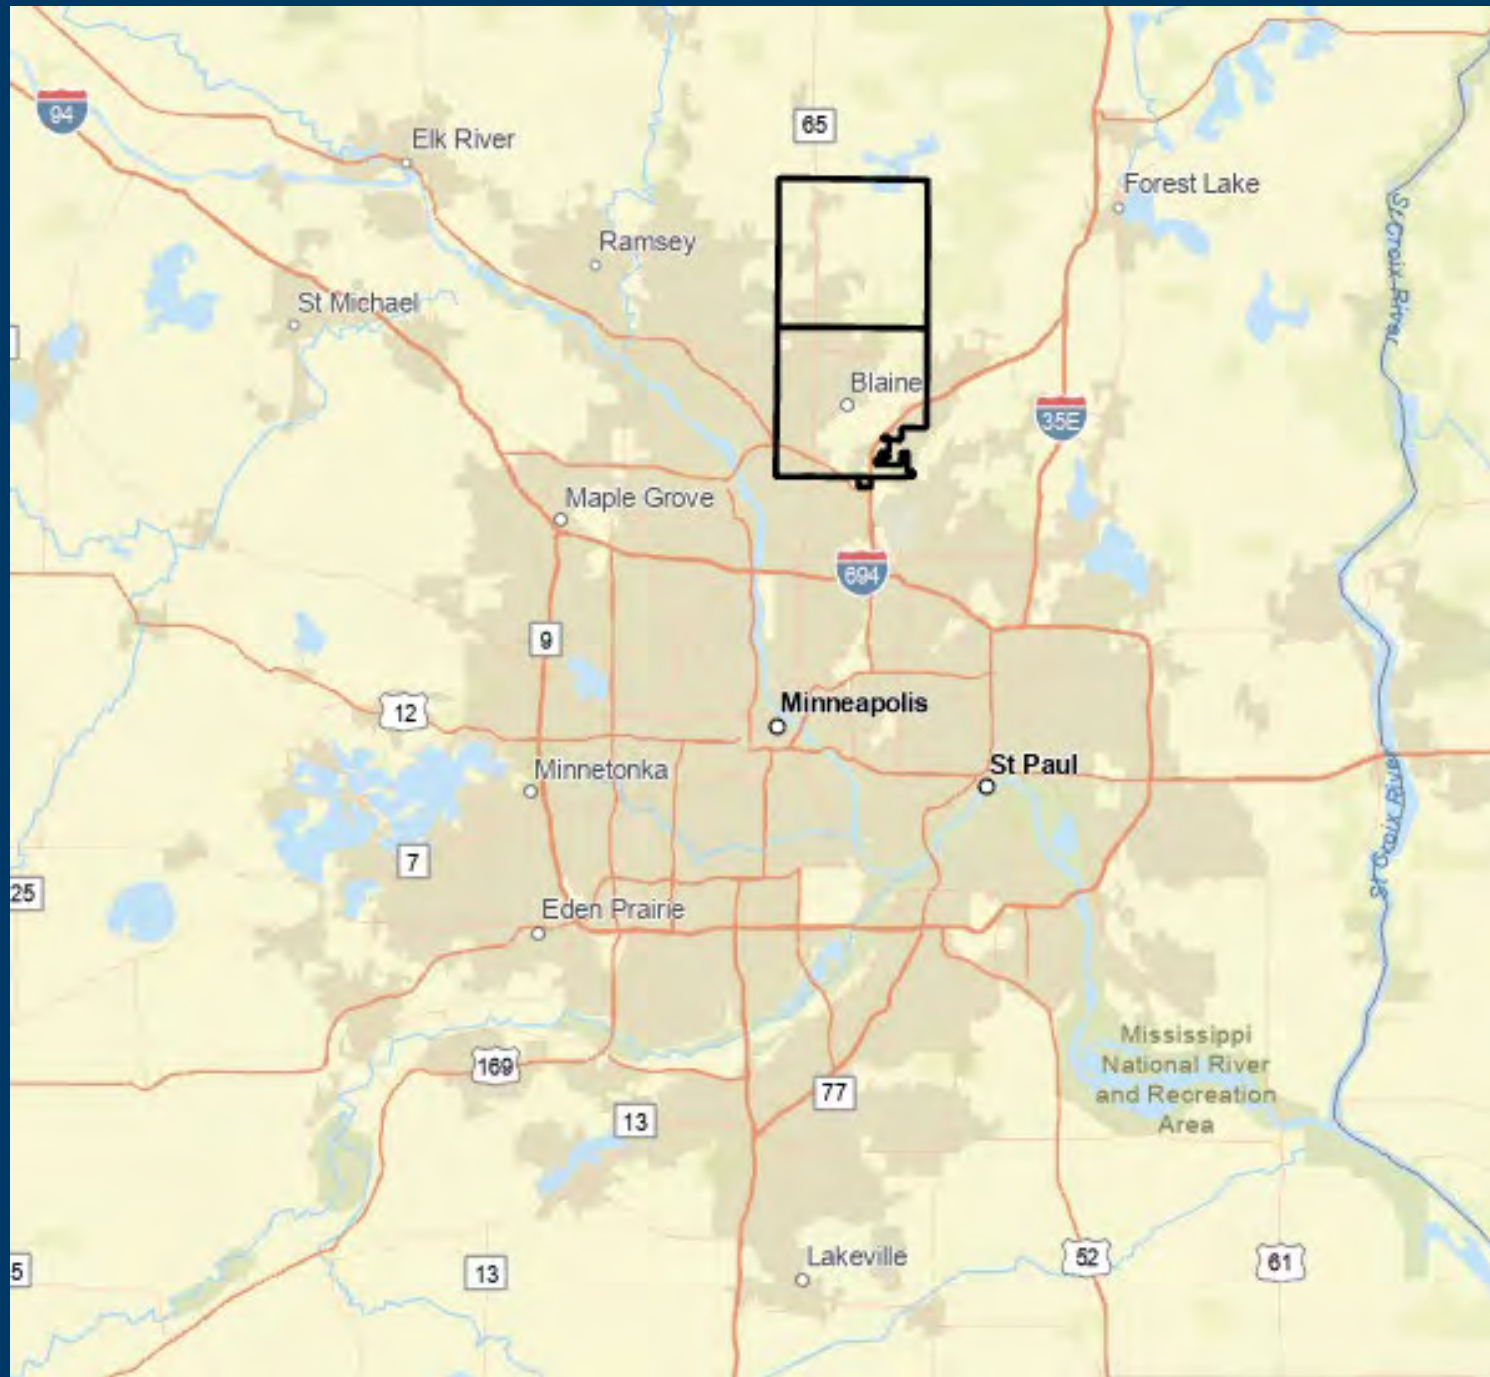 94
Elk River
65
Forest Lake
Ramsey
St Michael
St Croix River
Blaine
35E
Maple Grove
694
9
12
Minneapolis
St Paul
Minnetonka
St Croix River
7
25
Eden Prairie
Mississippi
National River
and Recreation
Area
169
77
13
Lakeville
52
61
13
5